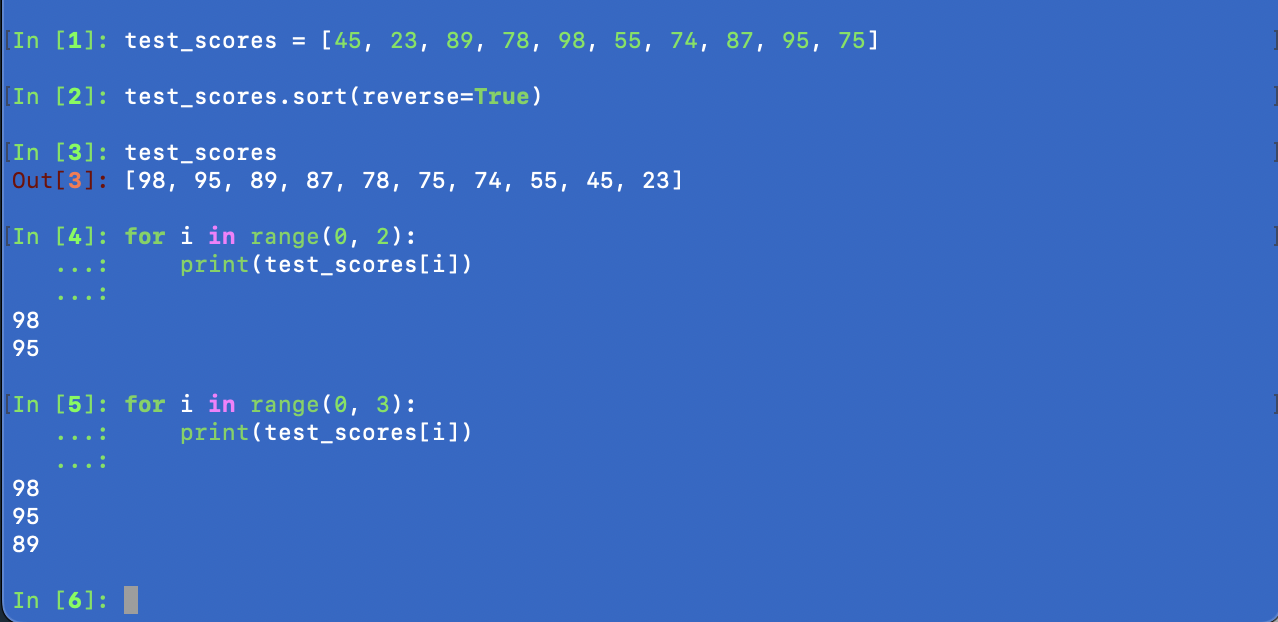 In [1]: test_scores = [45, 23, 89, 78, 98, 55, 74, 87, 95, 75]
In [2]: test_scores.sort(reverse=True)
In [3]: test_scores
Out[3]: [98, 95, 89, 87, 78, 75, 74, 55, 45, 23]
In [4]: for i in range(0, 2):
   ...:     print(test_scores[i])
   ...:
98
95
In [5]: for i in range(0, 3):
   ...:     print(test_scores[i])
   ...:
98
95
89
In [6]: